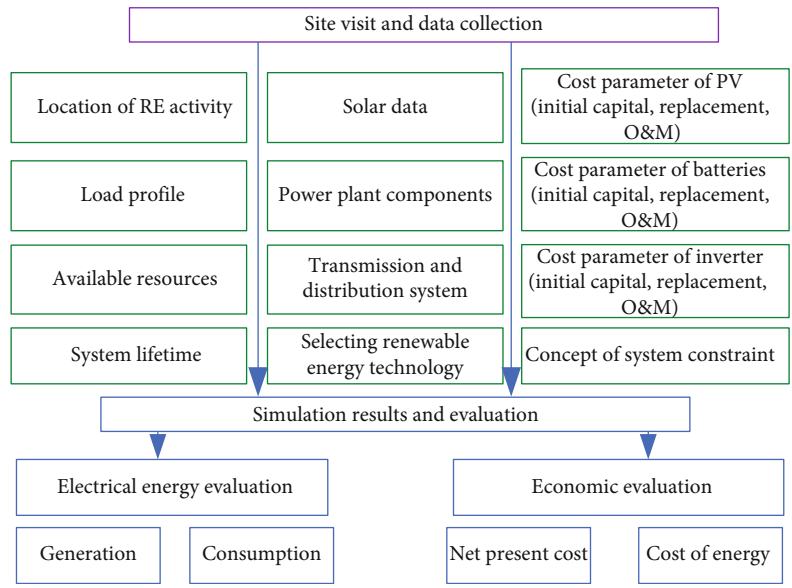 Site visit and data collection
Location of RE activity
Solar data
Cost parameter of PV
(initial capital, replacement,
O&M)
Load profile
Power plant components
Cost parameter of batteries
(initial capital, replacement,
O&M)
Available resources
Transmission and
distribution system
Cost parameter of inverter
(initial capital, replacement,
O&M)
System lifetime
Selecting renewable
energy technology
Concept of system constraint
Simulation results and evaluation
Electrical energy evaluation
Economic evaluation
Generation
Consumption
Net present cost
Cost of energy